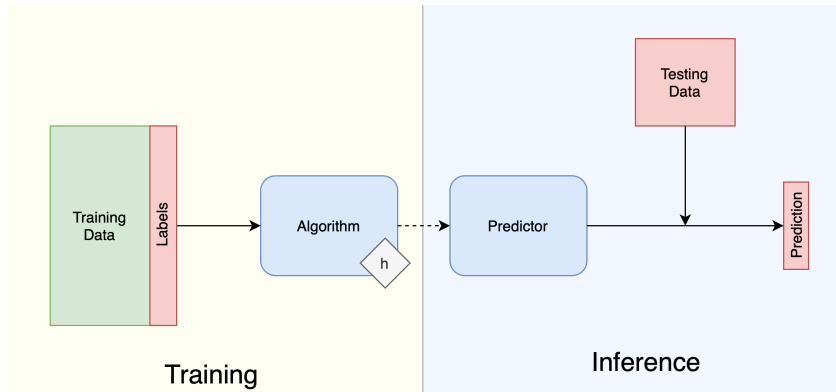 Training
Data
Labels
Algorithm
h
Training
Predictor
Testing
Data
Prediction
Inference